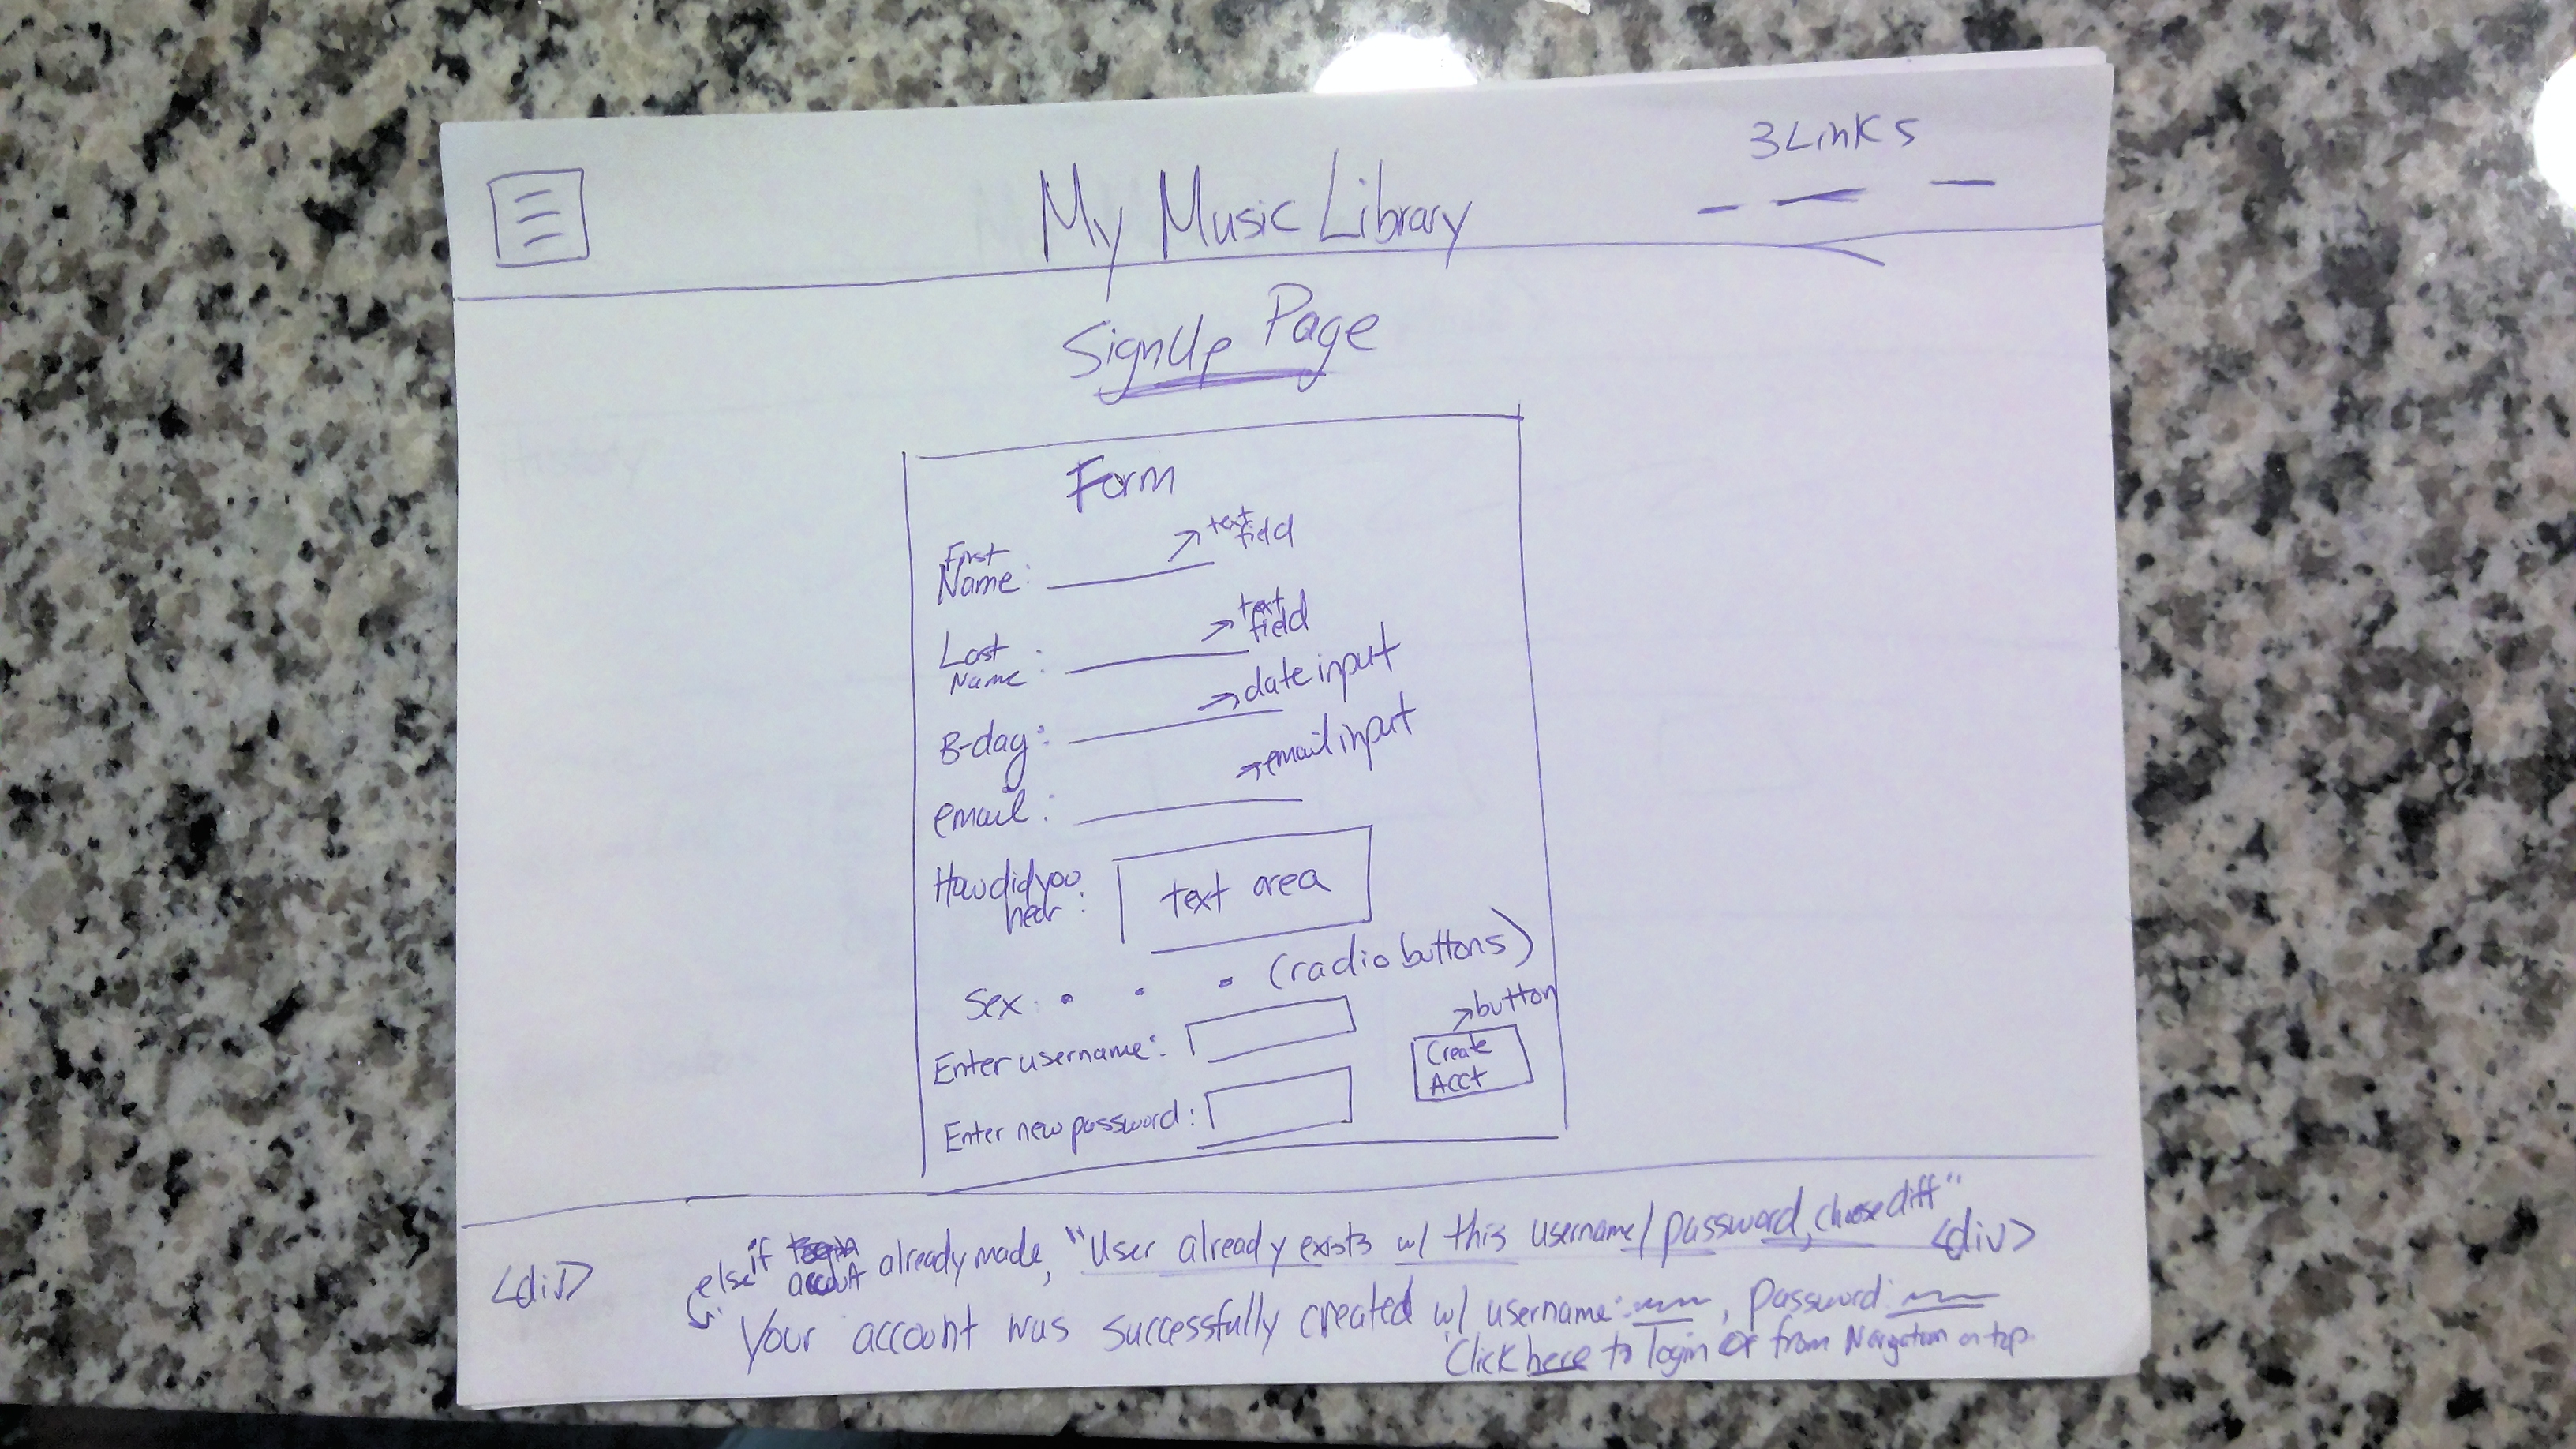 3 Links
My Music Library
SignUp Page
Form
First
Name:
text
field
Last
Name:
text
field
B-day:
date input
email:
email input
How did you
hear:
text area
Sex:
(radio buttons)
Enter username:
button
Create
Acct
Enter new password:
<div>
if account already made, "User already exists w/ this username/password, choose diff"
<div>
else
Your account was successfully created w/ username: , Password:
Click here to login or from Navigation on top